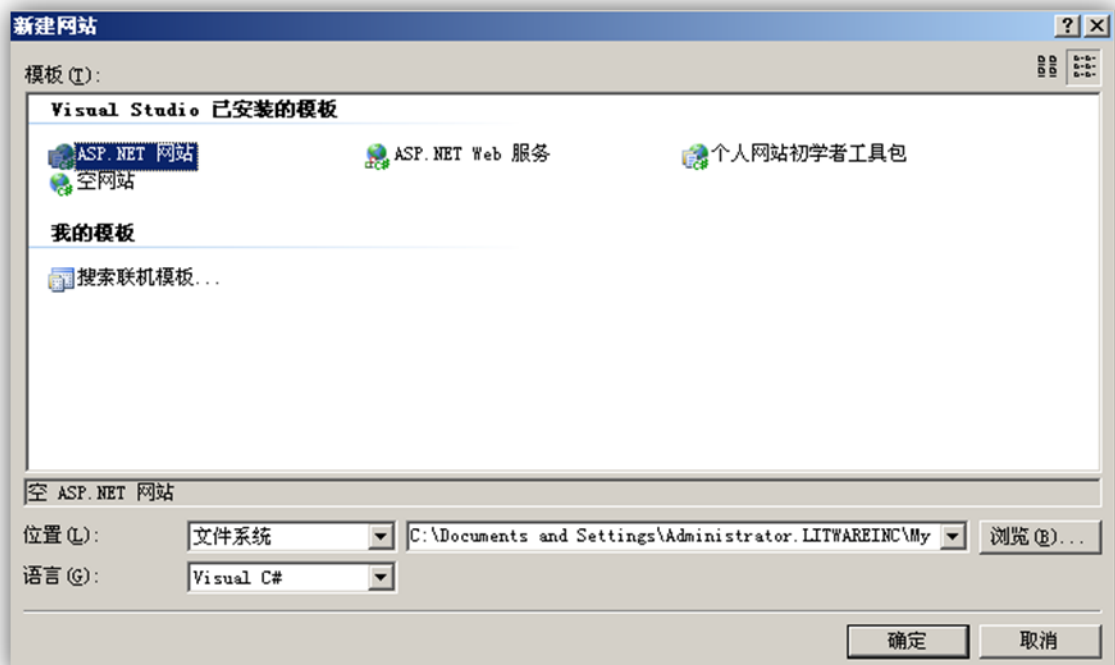 新建网站
模板(T):
Visual Studio 已安装的模板
ASP.NET 网站 ASP.NET Web 服务 个人网站初学者工具包
空网站
我的模板
搜索联机模板...
空 ASP.NET 网站
位置(L): 文件系统 C:\Documents and Settings\Administrator.LITWAREINC\My 浏览(B)...
语言(G): Visual C#
确定 取消